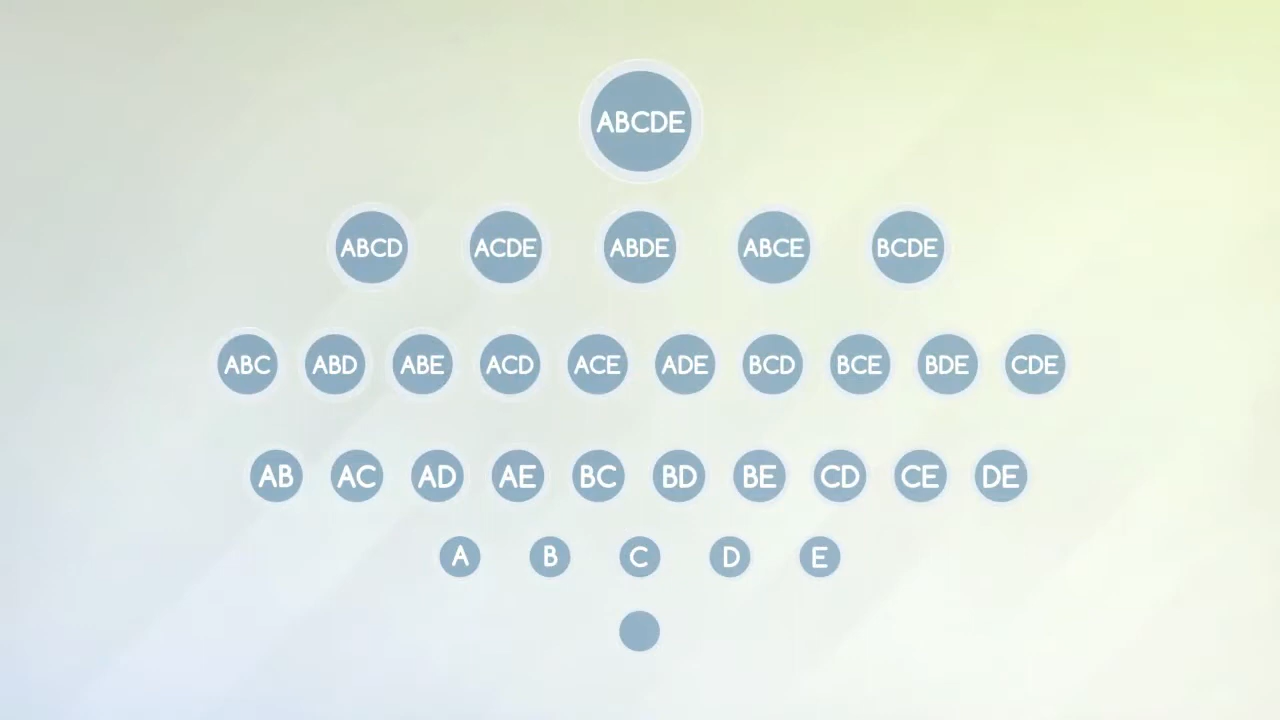 ABCDE
ABCD ACDE ABDE ABCE BCDE
ABC ABD ABE ACD ACE ADE BCD BCE BDE CDE
AB AC AD AE BC BD BE CD CE DE
A B C D E